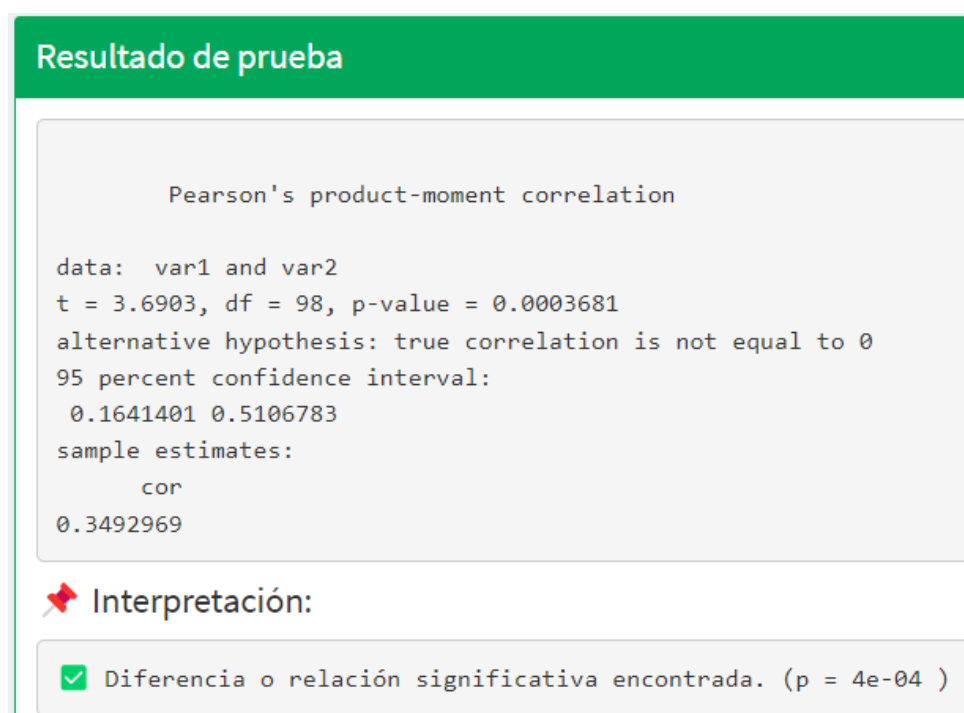 Resultado de prueba
Pearson's product-moment correlation
data:  var1 and var2
t = 3.6903, df = 98, p-value = 0.0003681
alternative hypothesis: true correlation is not equal to 0
95 percent confidence interval:
 0.1641401 0.5106783
sample estimates:
      cor
0.3492969
Interpretación:
Diferencia o relación significativa encontrada. (p = 4e-04 )